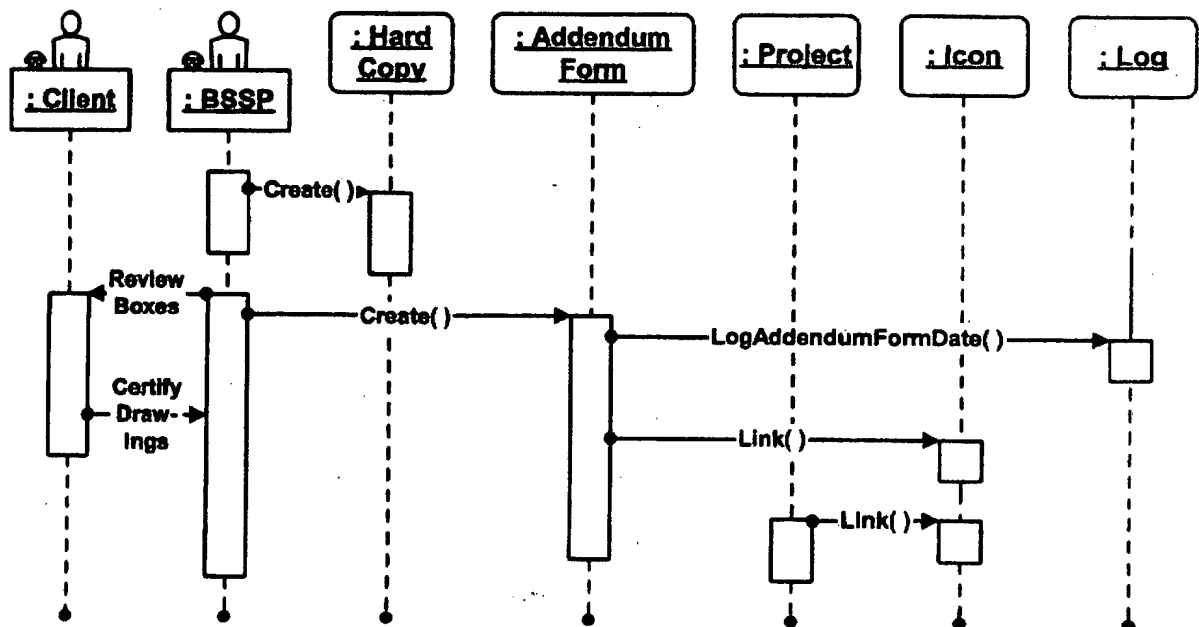 : Client
: BSSP
: Hard
Copy
: Addendum
Form
: Project
: Icon
: Log
Create( )
Review
Boxes
Create( )
LogAddendumFormDate( )
Certify
Draw-
ings
Link( )
Link( )